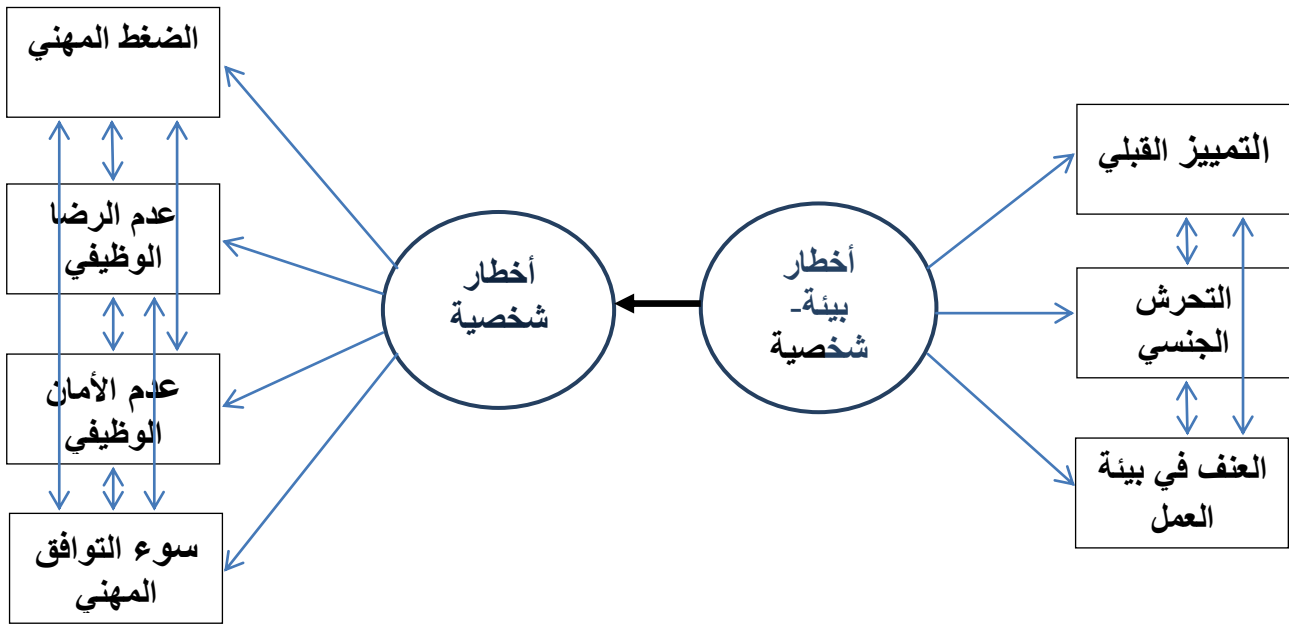 التمييز القبلي
التحرش
الجنسي
العنف في بيئة
العمل
أخطار
بيئة-
شخصية
أخطار
شخصية
الضغط المهني
عدم الرضا
الوظيفي
عدم الأمان
الوظيفي
سوء التوافق
المهني